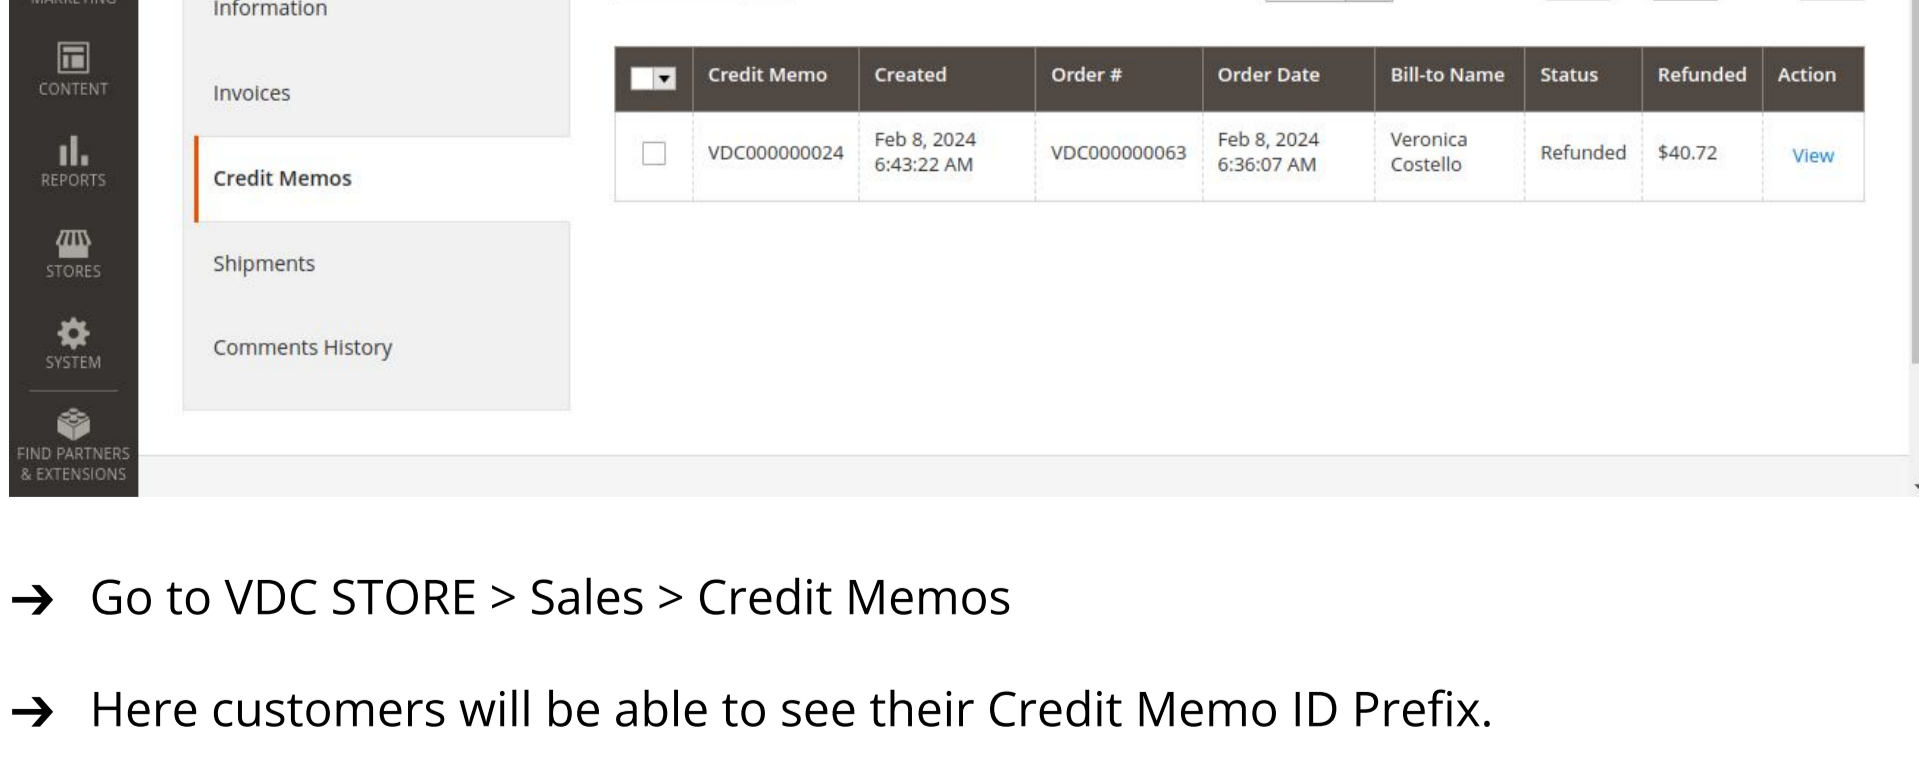 MARKETING
Information
CONTENT
Invoices
REPORTS
Credit Memos
STORES
Shipments
SYSTEM
Comments History
FIND PARTNERS
& EXTENSIONS
Credit Memo Created Order # Order Date Bill-to Name Status Refunded Action
VDC000000024 Feb 8, 2024 6:43:22 AM VDC000000063 Feb 8, 2024 6:36:07 AM Veronica Costello Refunded $40.72 View
➔ Go to VDC STORE > Sales > Credit Memos
➔ Here customers will be able to see their Credit Memo ID Prefix.